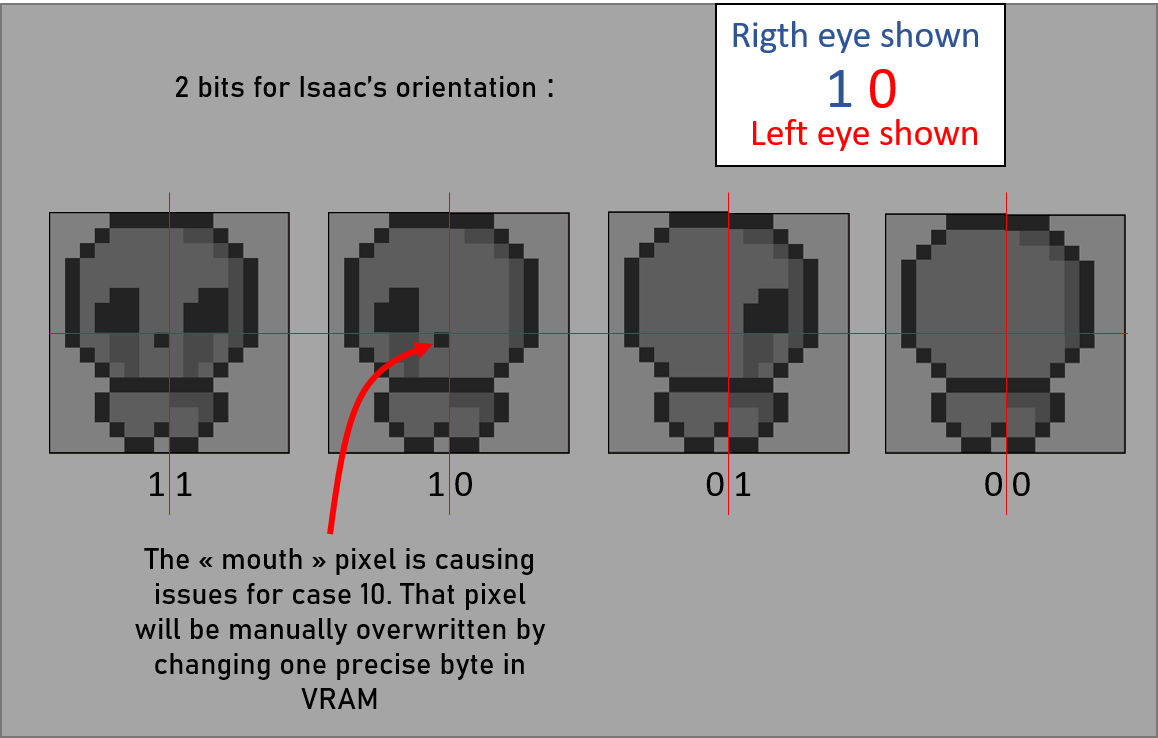 2 bits for Isaac's orientation :
Rigth eye shown
1 0
Left eye shown
1 1
1 0
0 1
0 0
The « mouth » pixel is causing
issues for case 10. That pixel
will be manually overwritten by
changing one precise byte in
VRAM